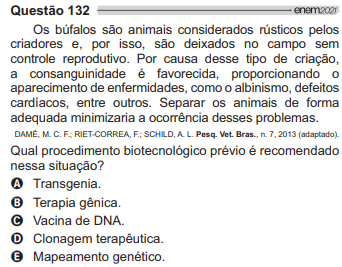 Questão 132 enem2021
Os búfalos são animais considerados rústicos pelos
criadores e, por isso, são deixados no campo sem
controle reprodutivo. Por causa desse tipo de criação,
a consanguinidade é favorecida, proporcionando o
aparecimento de enfermidades, como o albinismo, defeitos
cardíacos, entre outros. Separar os animais de forma
adequada minimizaria a ocorrência desses problemas.
DAMÉ, M. C. F.; RIET-CORREA, F.; SCHILD, A. L. Pesq. Vet. Bras., n. 7, 2013 (adaptado).
Qual procedimento biotecnológico prévio é recomendado
nessa situação?
A Transgenia.
B Terapia gênica.
C Vacina de DNA.
D Clonagem terapêutica.
E Mapeamento genético.